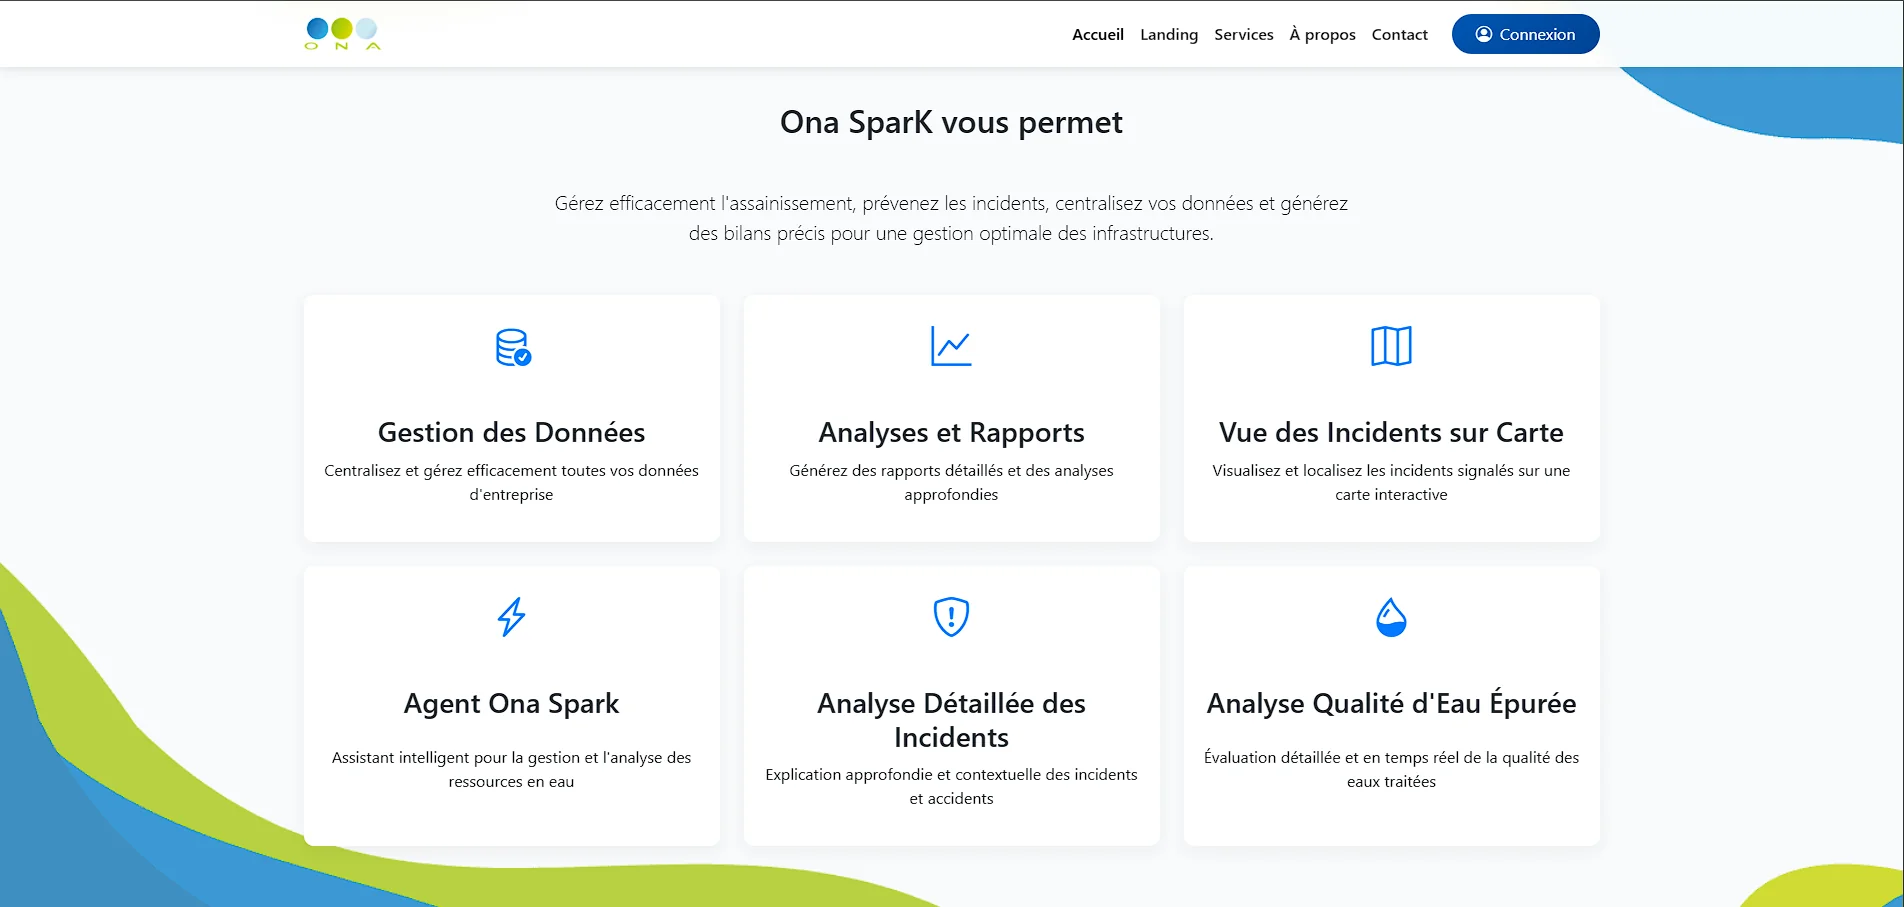 O N A
Accueil Landing Services À propos Contact Connexion
Ona SparK vous permet
Gérez efficacement l'assainissement, prévenez les incidents, centralisez vos données et générez
des bilans précis pour une gestion optimale des infrastructures.
Gestion des Données
Centralisez et gérez efficacement toutes vos données
d'entreprise
Analyses et Rapports
Générez des rapports détaillés et des analyses
approfondies
Vue des Incidents sur Carte
Visualisez et localisez les incidents signalés sur une
carte interactive
Agent Ona Spark
Assistant intelligent pour la gestion et l'analyse des
ressources en eau
Analyse Détaillée des
Incidents
Explication approfondie et contextuelle des incidents
et accidents
Analyse Qualité d'Eau Épurée
Évaluation détaillée et en temps réel de la qualité des
eaux traitées